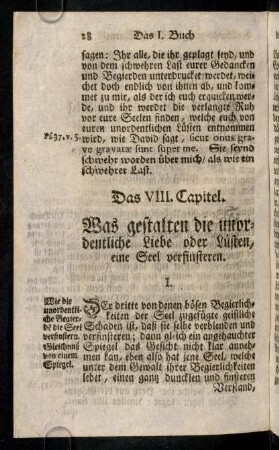 28 Das I. Buch
sagen: Ihr alle, die ihr geplagt seyd, und
von dem schwehren Last eurer Gedancken
und Begierden unterdrucket werdet, wei-
chet doch endlich von ihnen ab, und kom-
met zu mir, als der ich euch erquicken wer-
de, und ihr werdet die verlangte Ruh
vor eure Seelen finden, welche euch von
euren unordentlichen Lüsten entnommen
Ps 37. v. 5. wird, wie David sagt, sicut onus gra-
ve gravatæ sunt super me. Sie seynd
schwehr worden über mich / als wie ein
schwehrer Last.
Das VIII. Capitel.
Was gestalten die unor-
dentliche Liebe oder Lüsten,
eine Seel verfinsteren.
I.
Wie die
unordentli-
che Begier-
de die Seel
verfinstern.
Gleichnuß
von einem
Spiegel.
DEr dritte von denen bösen Begierlich-
keiten der Seel zugefügte geistliche
Schaden ist, daß sie selbe verblenden und
verfinsteren; dann gleich ein angehauchter
Spiegel das Gesicht nicht klar anneh-
men kan, eben also hat jene Seel, welche
unter dem Gewalt ihrer Begierlichkeiten
lebet, einen gantz duncklen und finsteren
Verstand,